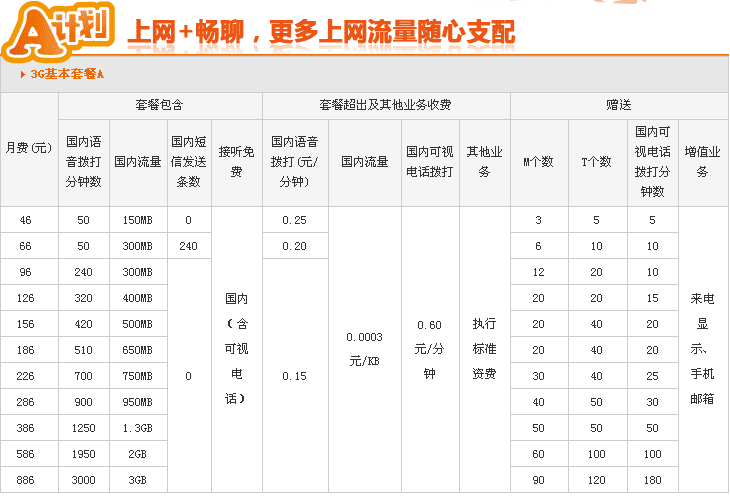 A计划
上网+畅聊，更多上网流量随心支配
3G基本套餐A
月费(元) 套餐包含 套餐超出及其他业务收费 赠送
国内语音拨打分钟数 国内流量 国内短信发送条数 接听免费 国内语音拨打(元/分钟) 国内流量 国内可视电话拨打 其他业务 M个数 T个数 国内可视电话拨打分钟数 增值业务
46 50 150MB 0 国内（含可视电话） 0.25 0.0003元/KB 0.60元/分钟 执行标准资费 3 5 5 来电显示、手机邮箱
66 50 300MB 240 0.20 6 10 10
96 240 300MB 0 0.15 12 20 10
126 320 400MB 20 20 15
156 420 500MB 20 40 20
186 510 650MB 20 40 20
226 700 750MB 30 40 25
286 900 950MB 40 50 30
386 1250 1.3GB 50 50 50
586 1950 2GB 60 100 100
886 3000 3GB 90 120 180